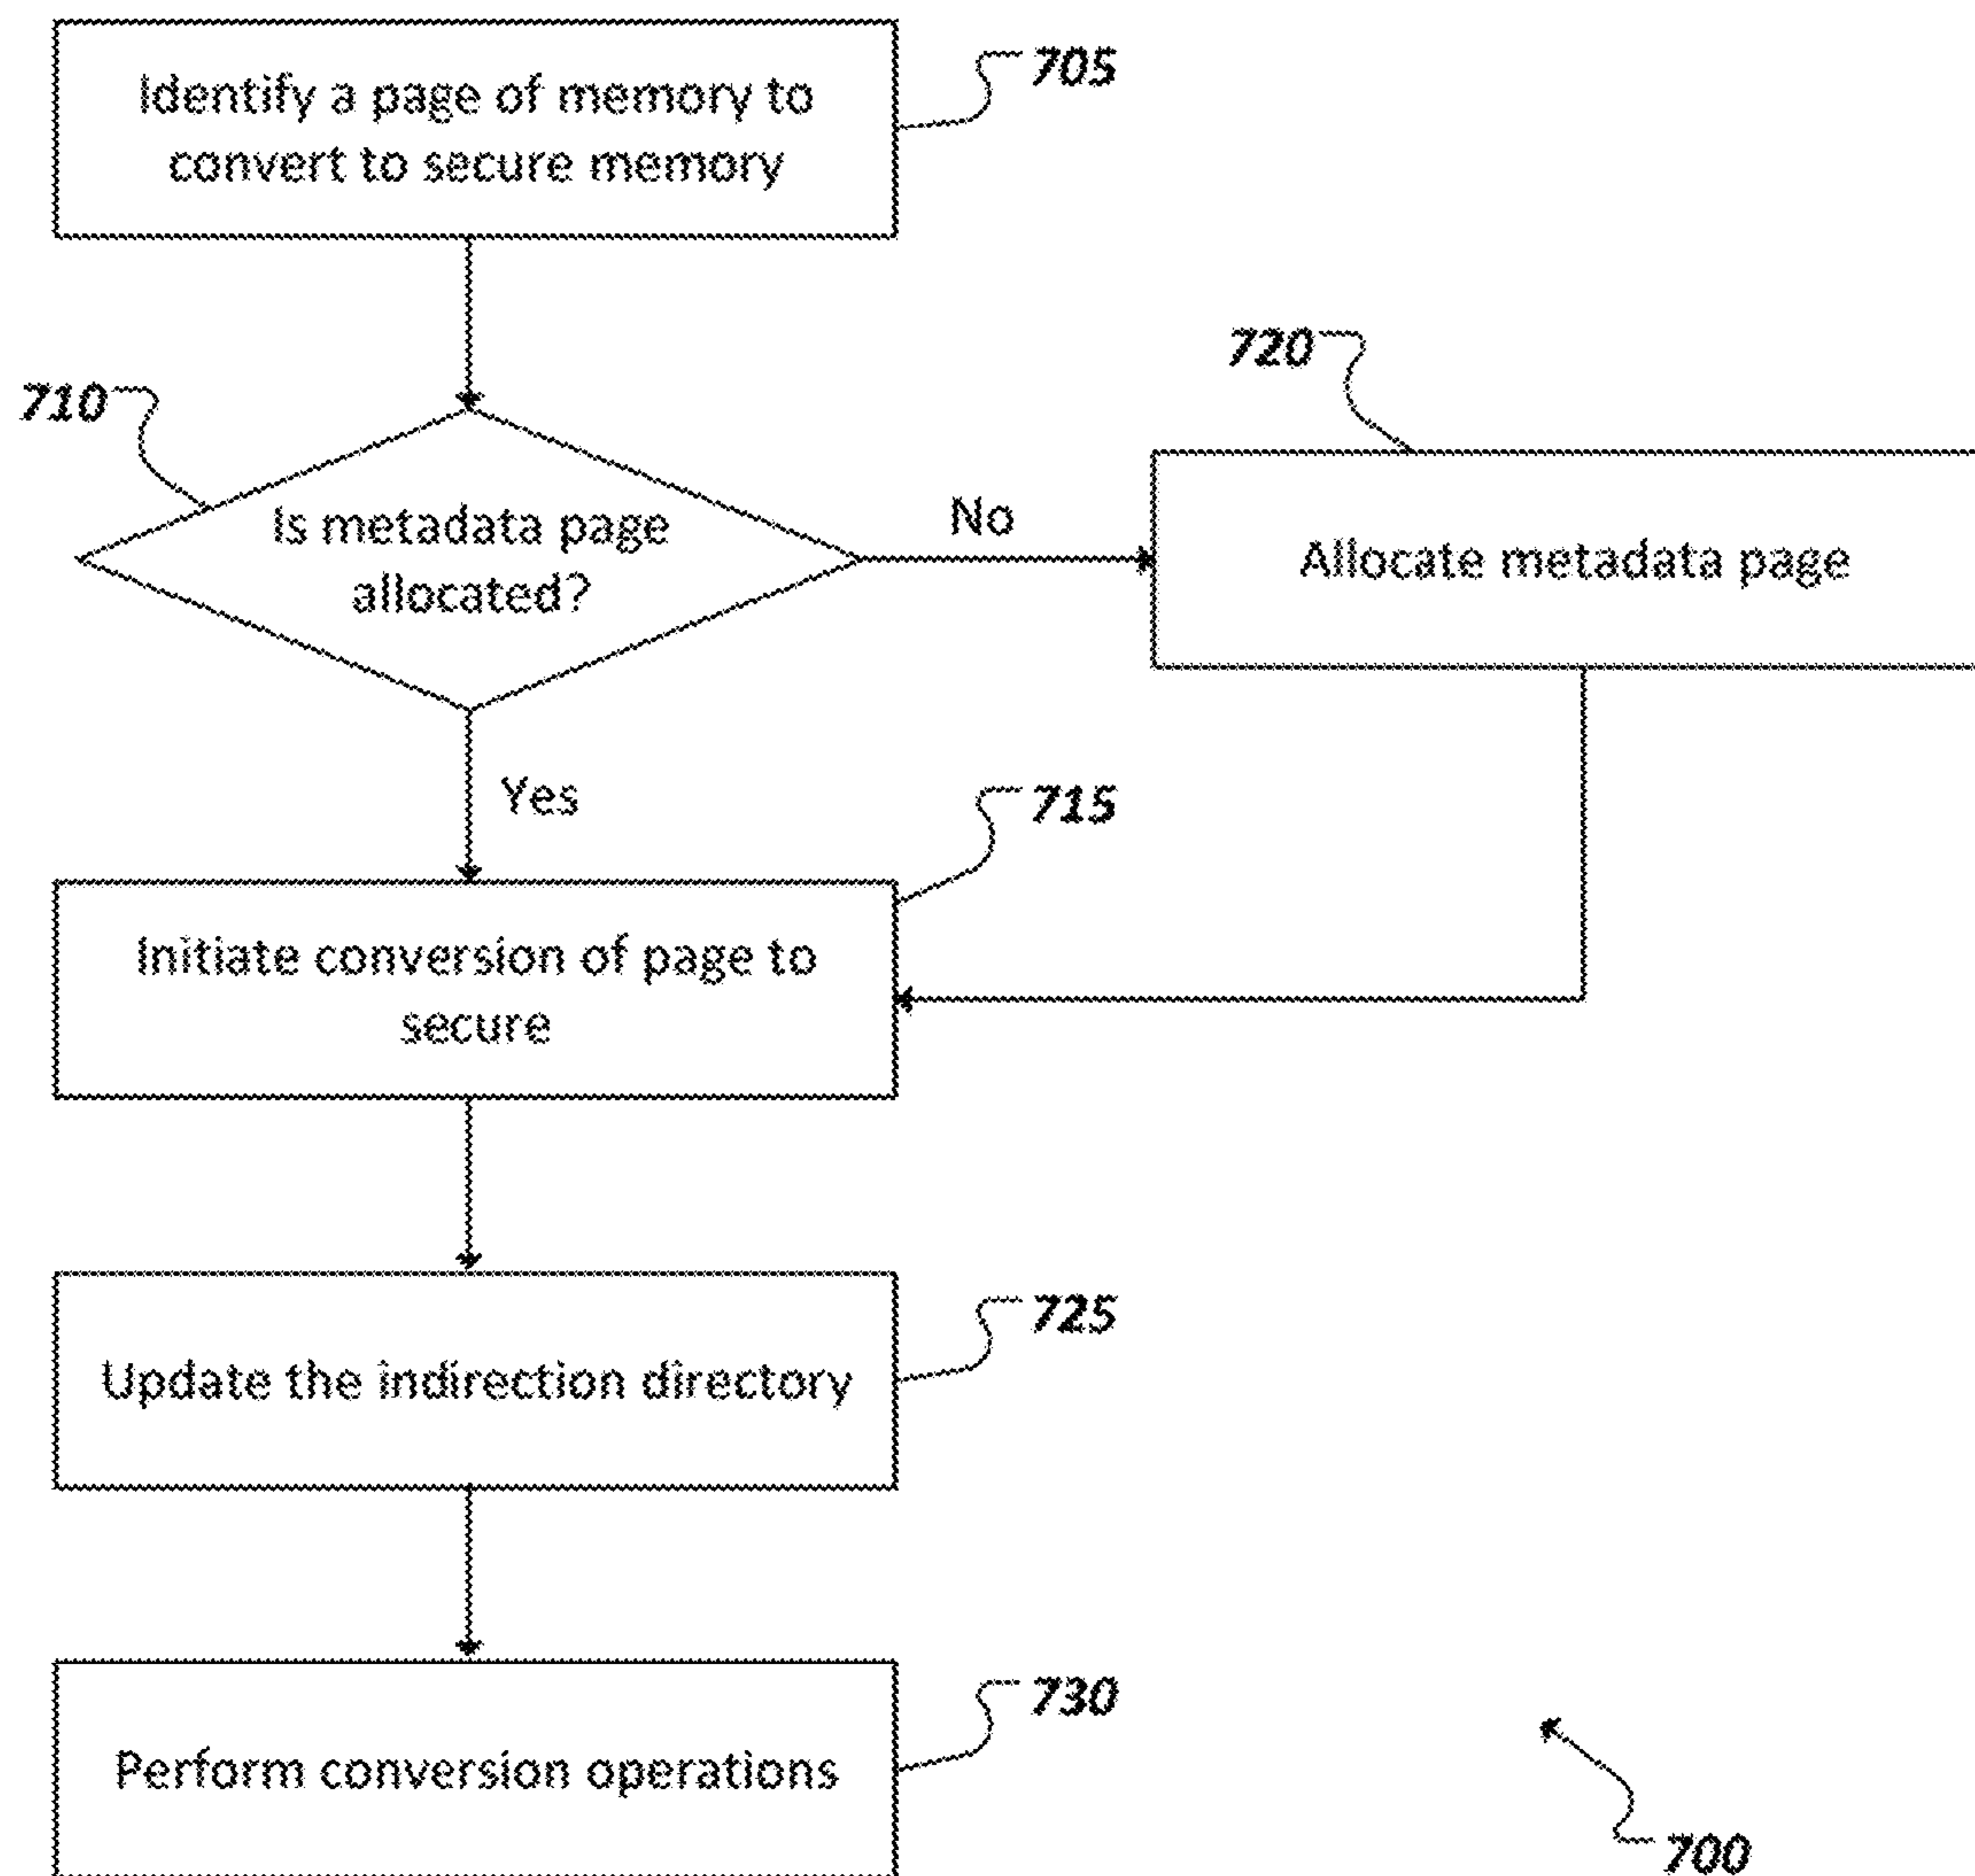 Identify a page of memory to
convert to secure memory
705
710
Is metadata page
allocated?
No
720
Allocate metadata page
Yes
715
Initiate conversion of page to
secure
Update the indirection directory
725
Perform conversion operations
730
700